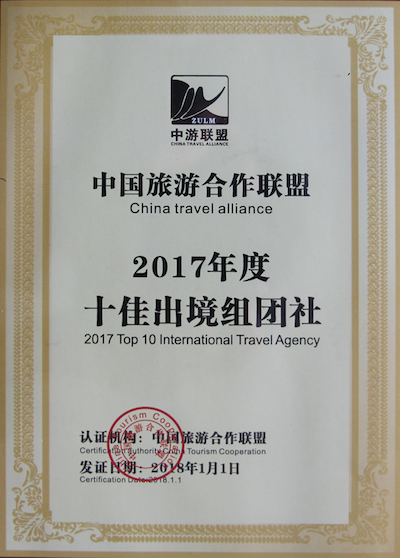 ZULM
中游联盟
CHINA TRAVEL ALLIANCE
中国旅游合作联盟
China travel alliance
2017年度
十佳出境组团社
2017 Top 10 International Travel Agency
认证机构：中国旅游合作联盟
Certification Authority:China Tourism Cooperation
发证日期：2018年1月1日
Certification Date:2018.1.1
Tourism Cooperation